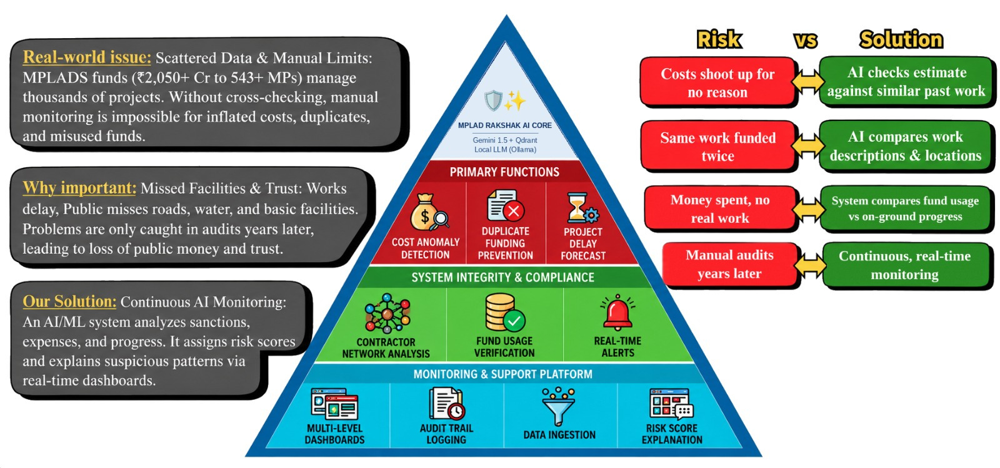 Real-world issue: Scattered Data & Manual Limits:
MPLADS funds (₹2,050+ Cr to 543+ MPs) manage
thousands of projects. Without cross-checking, manual
monitoring is impossible for inflated costs, duplicates,
and misused funds.
Why important: Missed Facilities & Trust: Works
delay, Public misses roads, water, and basic facilities.
Problems are only caught in audits years later,
leading to loss of public money and trust.
Our Solution: Continuous AI Monitoring:
An AI/ML system analyzes sanctions,
expenses, and progress. It assigns risk scores
and explains suspicious patterns via
real-time dashboards.
MPLAD RAKSHAK AI CORE
Gemini 1.5 + Qdrant
Local LLM (Ollama)
PRIMARY FUNCTIONS
$
COST ANOMALY
DETECTION
DUPLICATE
FUNDING
PREVENTION
PROJECT
DELAY
FORECAST
SYSTEM INTEGRITY & COMPLIANCE
CONTRACTOR
NETWORK ANALYSIS
FUND USAGE
VERIFICATION
REAL-TIME
ALERTS
MONITORING & SUPPORT PLATFORM
MULTI-LEVEL
DASHBOARDS
AUDIT TRAIL
LOGGING
DATA INGESTION
RISK SCORE
EXPLANATION
Risk vs Solution
Costs shoot up for
no reason
AI checks estimate
against similar past work
Same work funded
twice
AI compares work
descriptions & locations
Money spent, no
real work
System compares fund usage
vs on-ground progress
Manual audits
years later
Continuous, real-time
monitoring